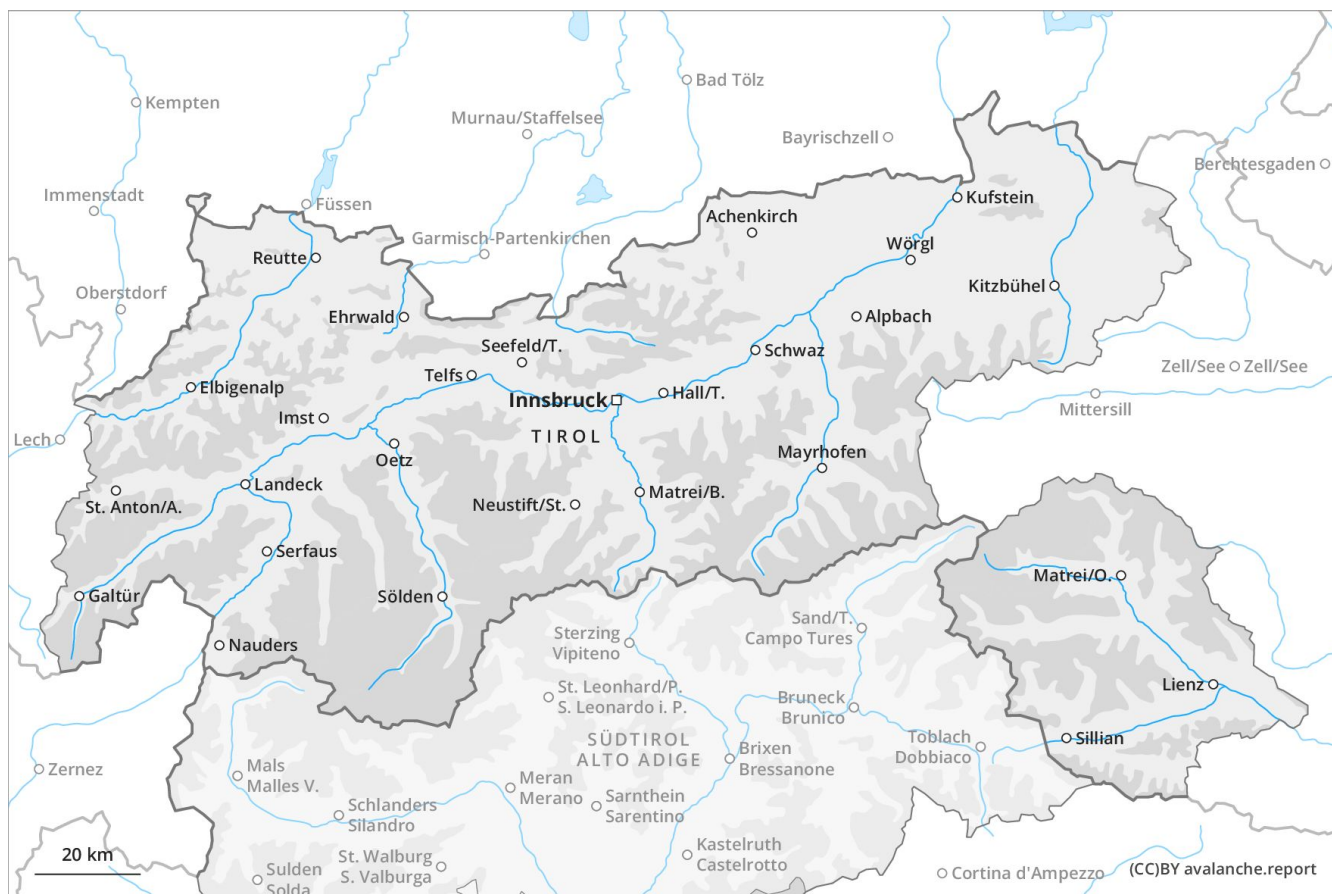 Bad Tölz
Kempten
Murnau/Staffelsee
Bayrischzell
Berchtesgaden
Immenstadt
Füssen
Kufstein
Achenkirch
Garmisch-Partenkirchen
Wörgl
Reutte
Oberstdorf
Kitzbühel
Ehrwald
Alpbach
Seefeld/T.
Schwaz
Telfs
Zell/See
Zell/See
Elbigenalp
Innsbruck
Hall/T.
Mittersill
Imst
Lech
TIROL
Oetz
Mayrhofen
Landeck
Matrei/B.
St. Anton/A.
Neustift/St.
Serfaus
Matrei/O.
Galtür
Sölden
Sand/T.
Campo Tures
Sterzing
Vipiteno
Nauders
Lienz
St. Leonhard/P.
S. Leonardo i. P.
Bruneck
Brunico
Sillian
SÜDTIROL
ALTO ADIGE
Toblach
Dobbiaco
Brixen
Bressanone
Zernez
Mals
Malles V.
Meran
Merano
Sarnthein
Sarentino
Schlanders
Silandro
Kastelruth
Castelrotto
20 km
St. Walburg
S. Valburga
Sulden
Solda
Cortina d'Ampezzo
(CC)BY avalanche.report